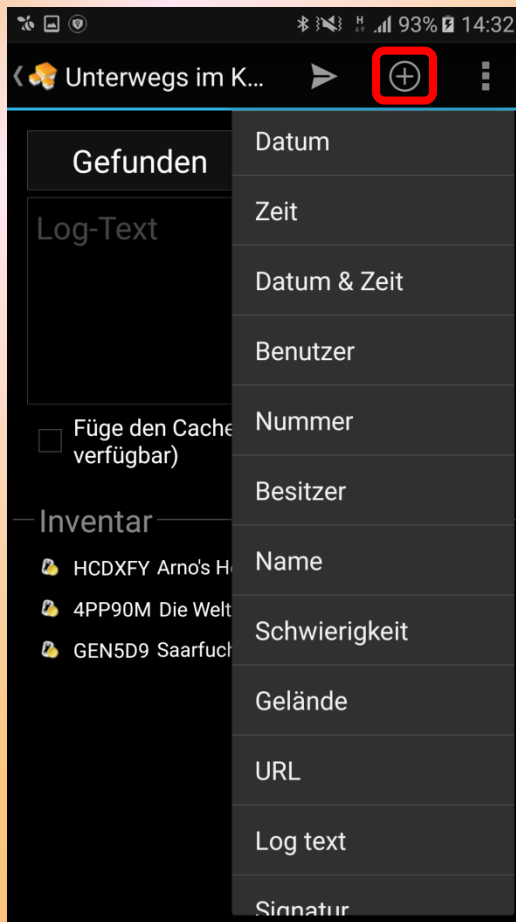 93% 14:32
Unterwegs im K...
Gefunden
Log-Text
Füge den Cache
verfügbar)
Inventar
HCDXFY Arno's H
4PP90M Die Welt
GEN5D9 Saarfuch
Datum
Zeit
Datum & Zeit
Benutzer
Nummer
Besitzer
Name
Schwierigkeit
Gelände
URL
Log text
Signatur